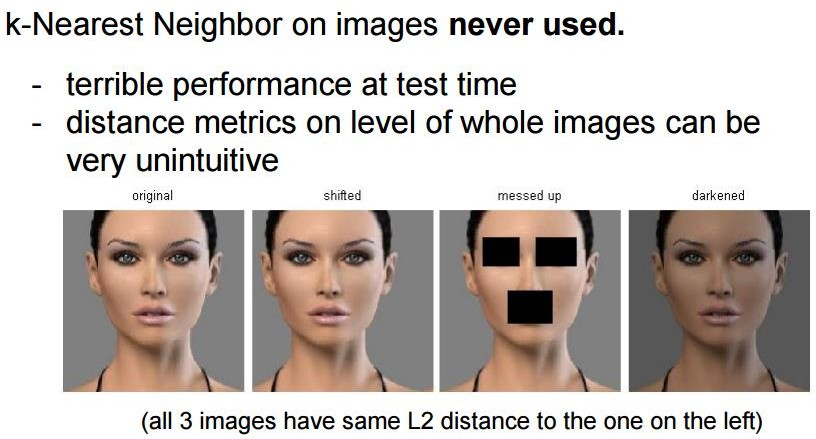 k-Nearest Neighbor on images never used.
- terrible performance at test time
- distance metrics on level of whole images can be
very unintuitive
original shifted messed up darkened
(all 3 images have same L2 distance to the one on the left)